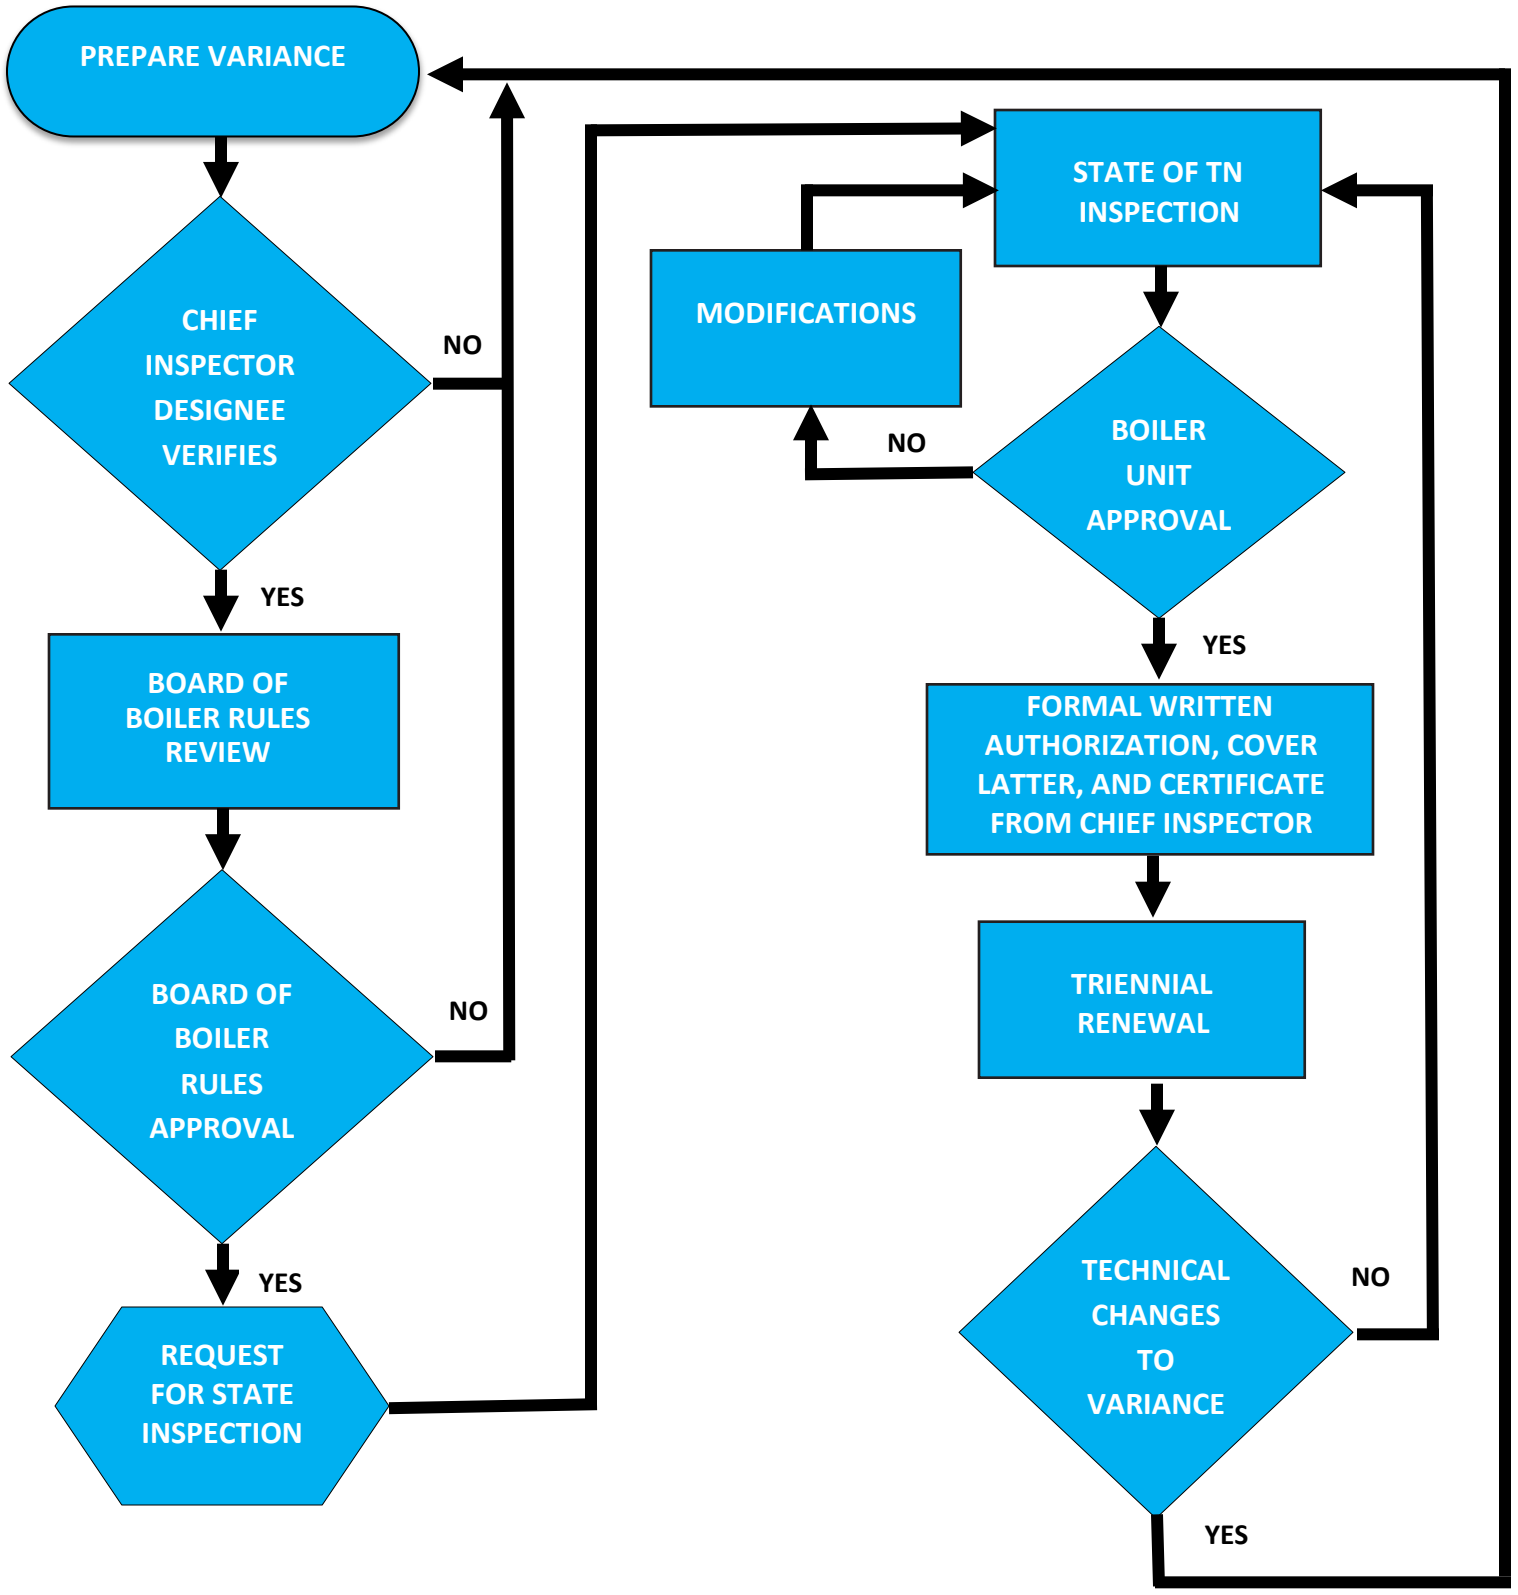 PREPARE VARIANCE
CHIEF
INSPECTOR
DESIGNEE
VERIFIES
NO
YES
BOARD OF
BOILER RULES
REVIEW
BOARD OF
BOILER
RULES
APPROVAL
NO
YES
REQUEST
FOR STATE
INSPECTION
STATE OF TN
INSPECTION
MODIFICATIONS
BOILER
UNIT
APPROVAL
NO
YES
FORMAL WRITTEN
AUTHORIZATION, COVER
LATTER, AND CERTIFICATE
FROM CHIEF INSPECTOR
TRIENNIAL
RENEWAL
TECHNICAL
CHANGES
TO
VARIANCE
NO
YES